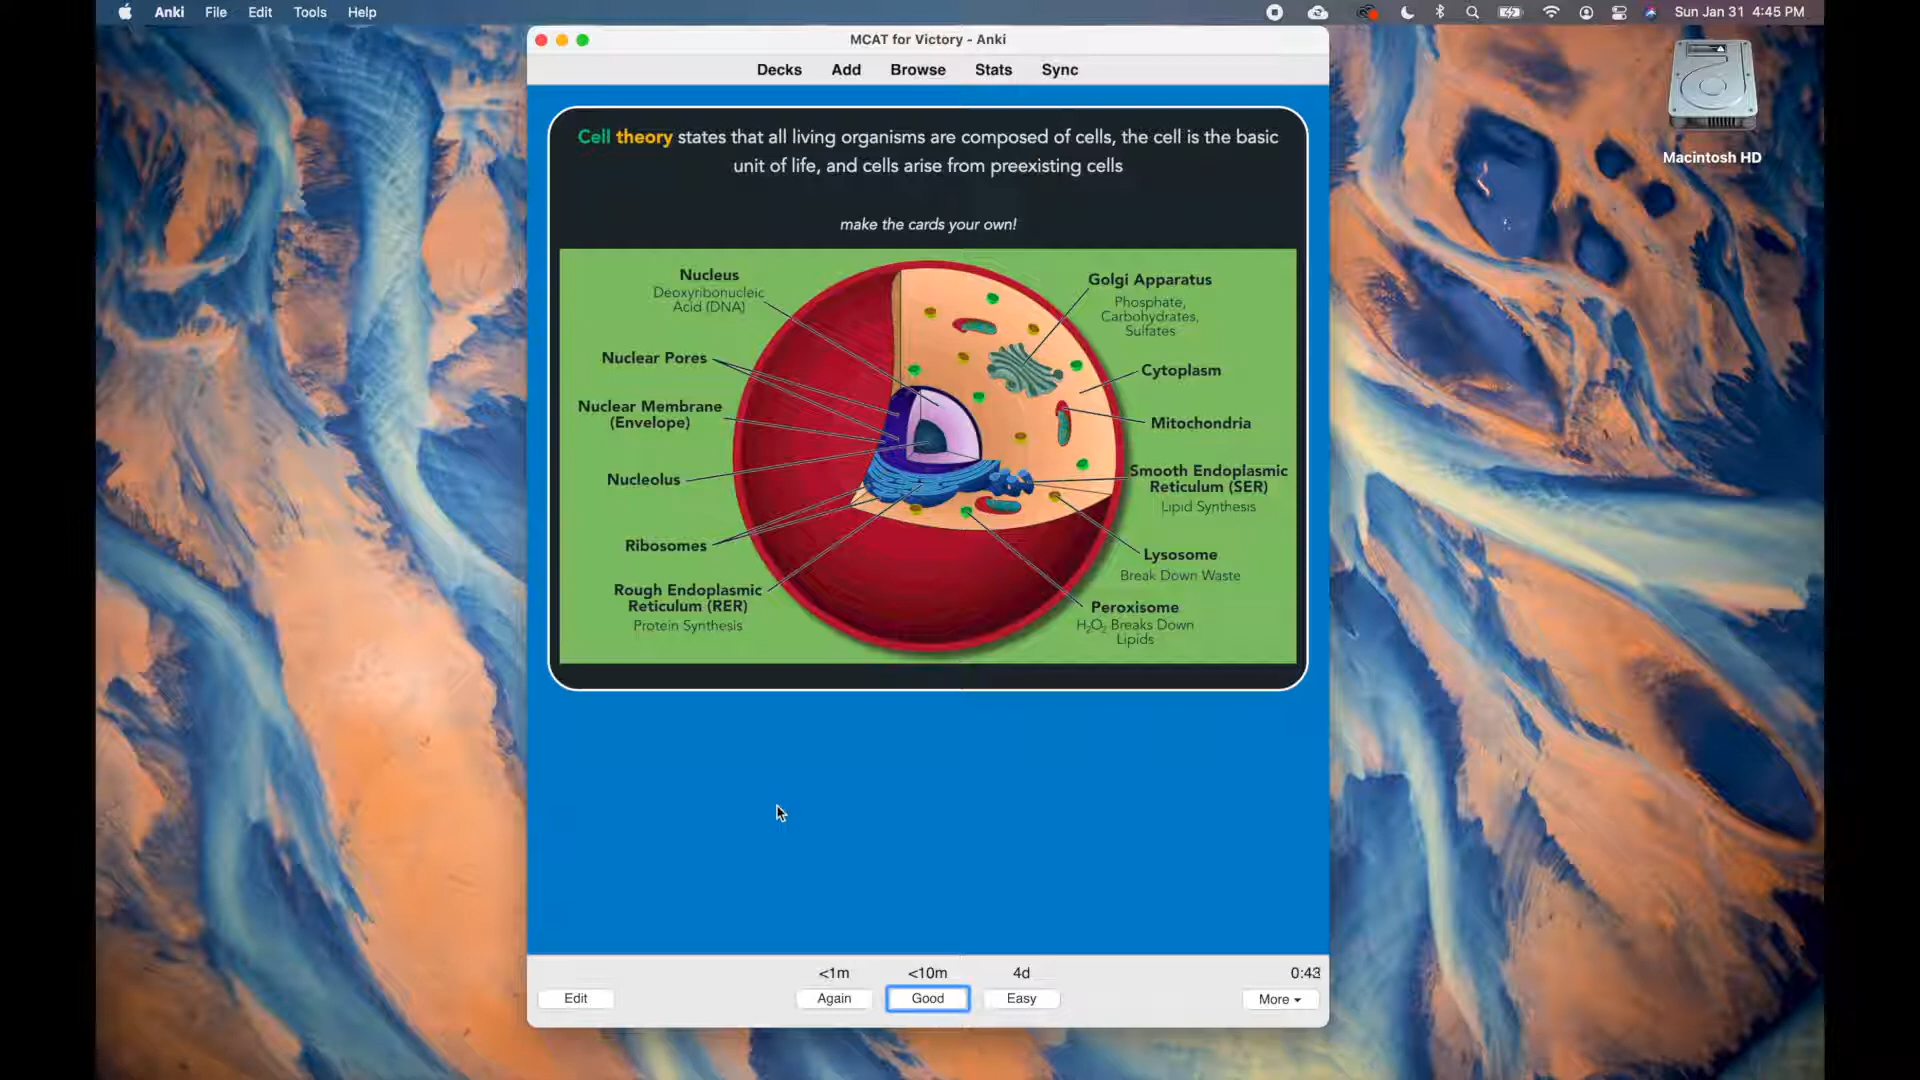 Anki File Edit Tools Help Sun Jan 31 4:45 PM
MCAT for Victory - Anki
Decks Add Browse Stats Sync
Macintosh HD
Cell theory states that all living organisms are composed of cells, the cell is the basic
unit of life, and cells arise from preexisting cells
make the cards your own!
Nucleus
Deoxyribonucleic
Acid (DNA)
Nuclear Pores
Nuclear Membrane
(Envelope)
Nucleolus
Ribosomes
Rough Endoplasmic
Reticulum (RER)
Protein Synthesis
Golgi Apparatus
Phosphate,
Carbohydrates,
Sulfates
Cytoplasm
Mitochondria
Smooth Endoplasmic
Reticulum (SER)
Lipid Synthesis
Lysosome
Break Down Waste
Peroxisome
H₂O₂ Breaks Down
Lipids
<1m <10m 4d 0:43
Edit Again Good Easy More